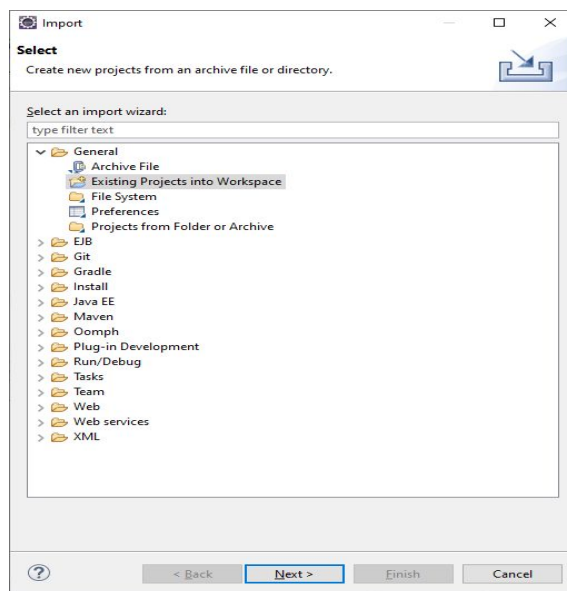 Import
Select
Create new projects from an archive file or directory.
Select an import wizard:
type filter text
General
Archive File
Existing Projects into Workspace
File System
Preferences
Projects from Folder or Archive
EJB
Git
Gradle
Install
Java EE
Maven
Oomph
Plug-in Development
Run/Debug
Tasks
Team
Web
Web services
XML
? < Back Next > Finish Cancel